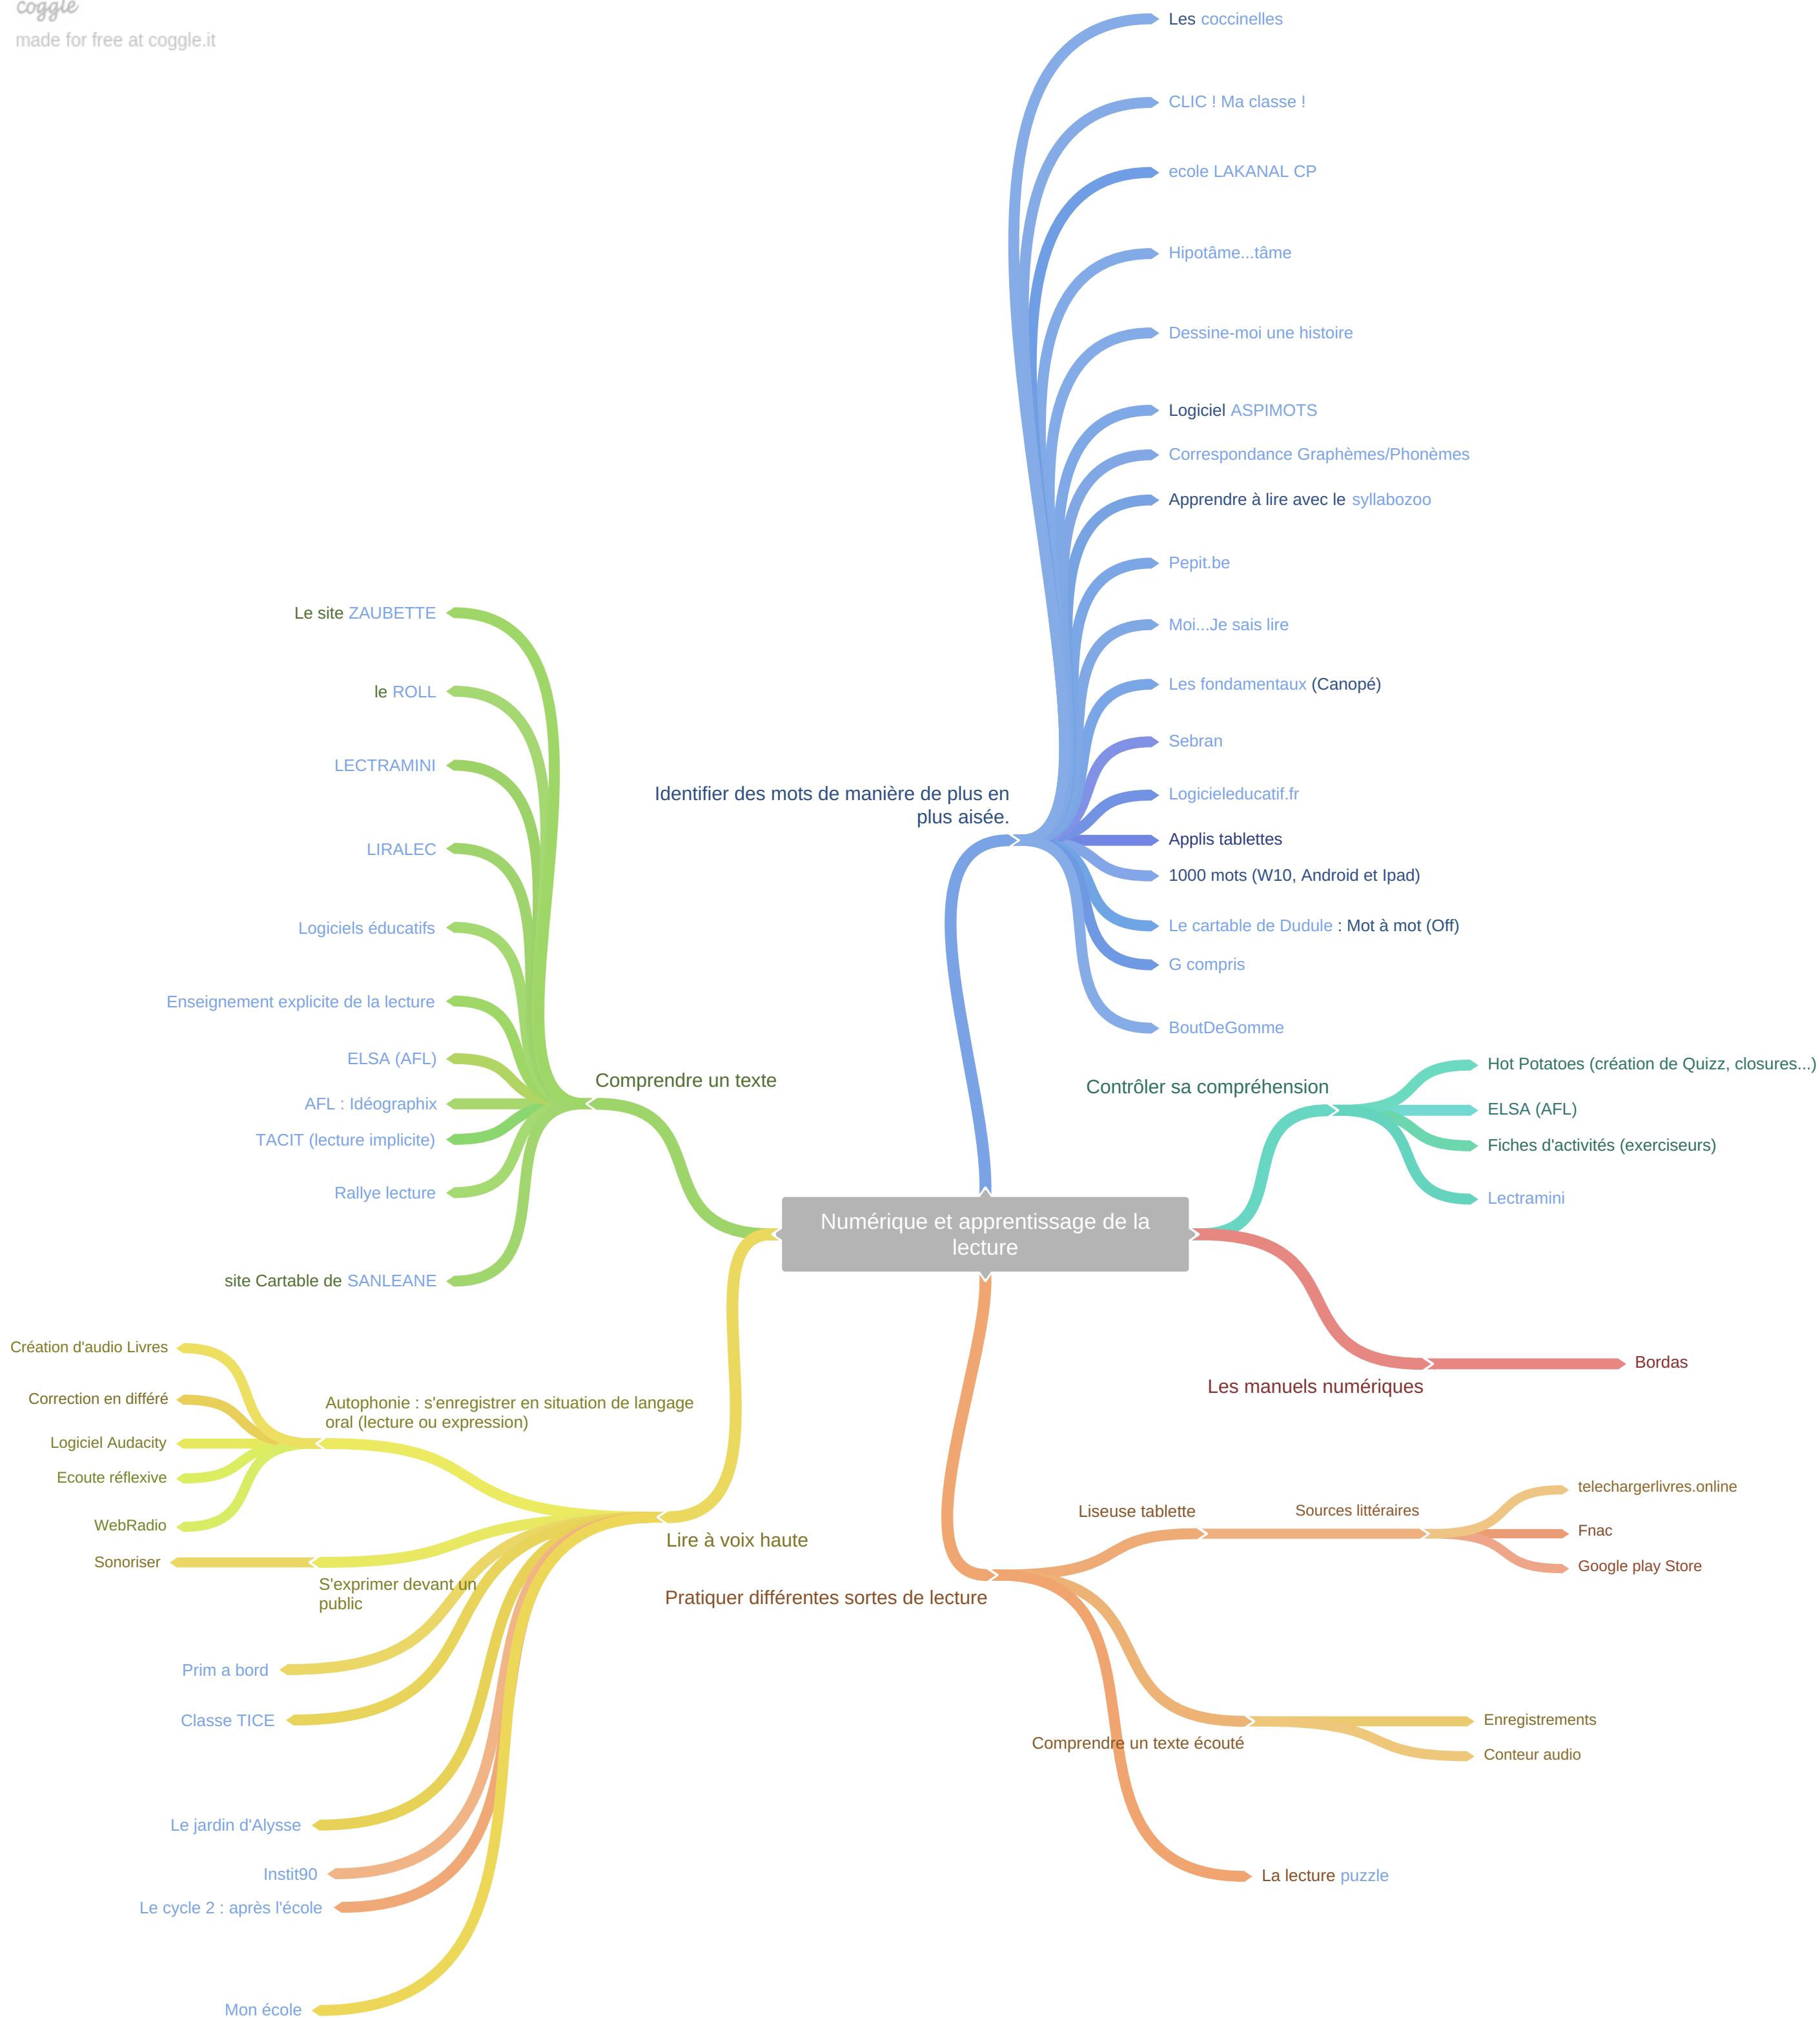 coggle
made for free at coggle.it
Les coccinelles
CLIC ! Ma classe !
ecole LAKANAL CP
Hipotâme...tâme
Dessine-moi une histoire
Logiciel ASPIMOTS
Correspondance Graphèmes/Phonèmes
Apprendre à lire avec le syllabozoo
Pepit.be
Moi...Je sais lire
Les fondamentaux (Canopé)
Sebran
Logicieleducatif.fr
Applis tablettes
1000 mots (W10, Android et Ipad)
Le cartable de Dudule : Mot à mot (Off)
G compris
BoutDeGomme
Identifier des mots de manière de plus en
plus aisée.
Le site ZAUBETTE
le ROLL
LECTRAMINI
LIRALEC
Logiciels éducatifs
Enseignement explicite de la lecture
ELSA (AFL)
AFL : Idéographix
TACIT (lecture implicite)
Rallye lecture
site Cartable de SANLEANE
Comprendre un texte
Contrôler sa compréhension
Hot Potatoes (création de Quizz, closures...)
ELSA (AFL)
Fiches d'activités (exerciseurs)
Lectramini
Numérique et apprentissage de la
lecture
Les manuels numériques
Bordas
Création d'audio Livres
Correction en différé
Logiciel Audacity
Ecoute réflexive
WebRadio
Autophonie : s'enregistrer en situation de langage
oral (lecture ou expression)
Sonoriser
S'exprimer devant un
public
Lire à voix haute
Prim a bord
Classe TICE
Le jardin d'Alysse
Instit90
Le cycle 2 : après l'école
Mon école
Pratiquer différentes sortes de lecture
Liseuse tablette
Sources littéraires
telechargerlivres.online
Fnac
Google play Store
Comprendre un texte écouté
Enregistrements
Conteur audio
La lecture puzzle